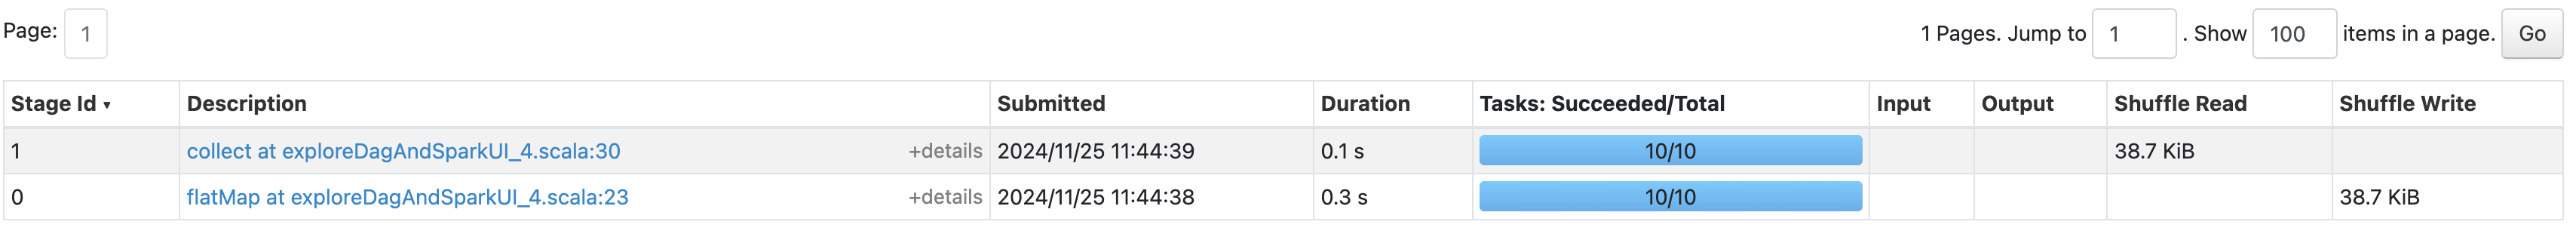 Page: 1 1 Pages. Jump to 1 . Show 100 items in a page. Go
Stage Id ▾ Description Submitted Duration Tasks: Succeeded/Total Input Output Shuffle Read Shuffle Write
1 collect at exploreDagAndSparkUI_4.scala:30 +details 2024/11/25 11:44:39 0.1 s 10/10 38.7 KiB
0 flatMap at exploreDagAndSparkUI_4.scala:23 +details 2024/11/25 11:44:38 0.3 s 10/10 38.7 KiB